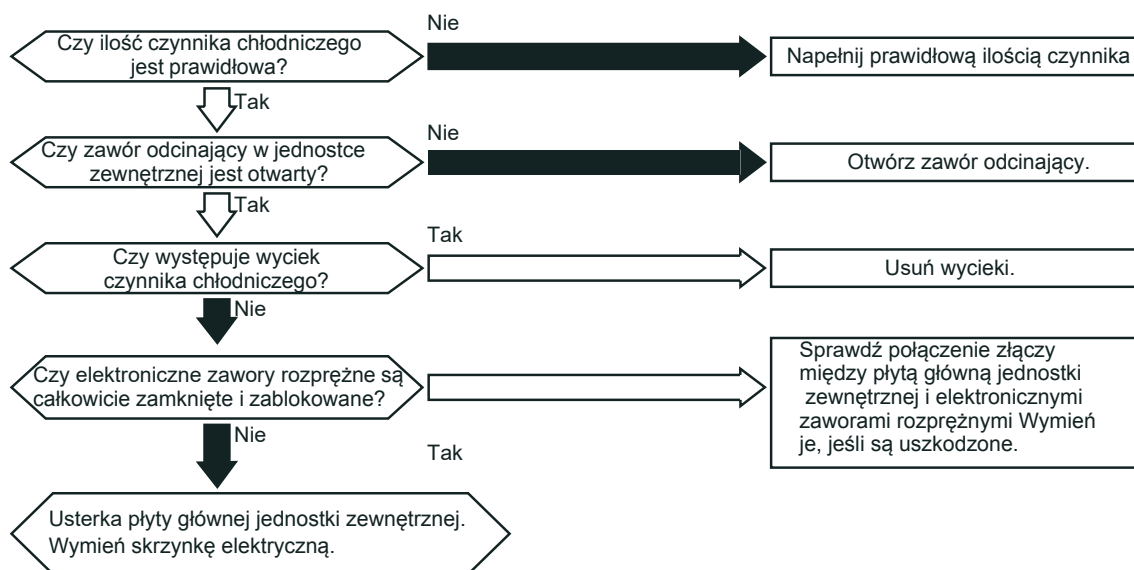 Nie
Czy ilość czynnika chłodniczego
jest prawidłowa?
Napełnij prawidłową ilością czynnika
Tak
Nie
Czy zawór odcinający w jednostce
zewnętrznej jest otwarty?
Otwórz zawór odcinający.
Tak
Tak
Czy występuje wyciek
czynnika chłodniczego?
Usuń wycieki.
Nie
Czy elektroniczne zawory rozprężne są
całkowicie zamknięte i zablokowane?
Sprawdź połączenie złączy
między płytą główną jednostki
zewnętrznej i elektronicznymi
zaworami rozprężnymi Wymień
je, jeśli są uszkodzone.
Nie
Tak
Usterka płyty głównej jednostki zewnętrznej.
Wymień skrzynkę elektryczną.